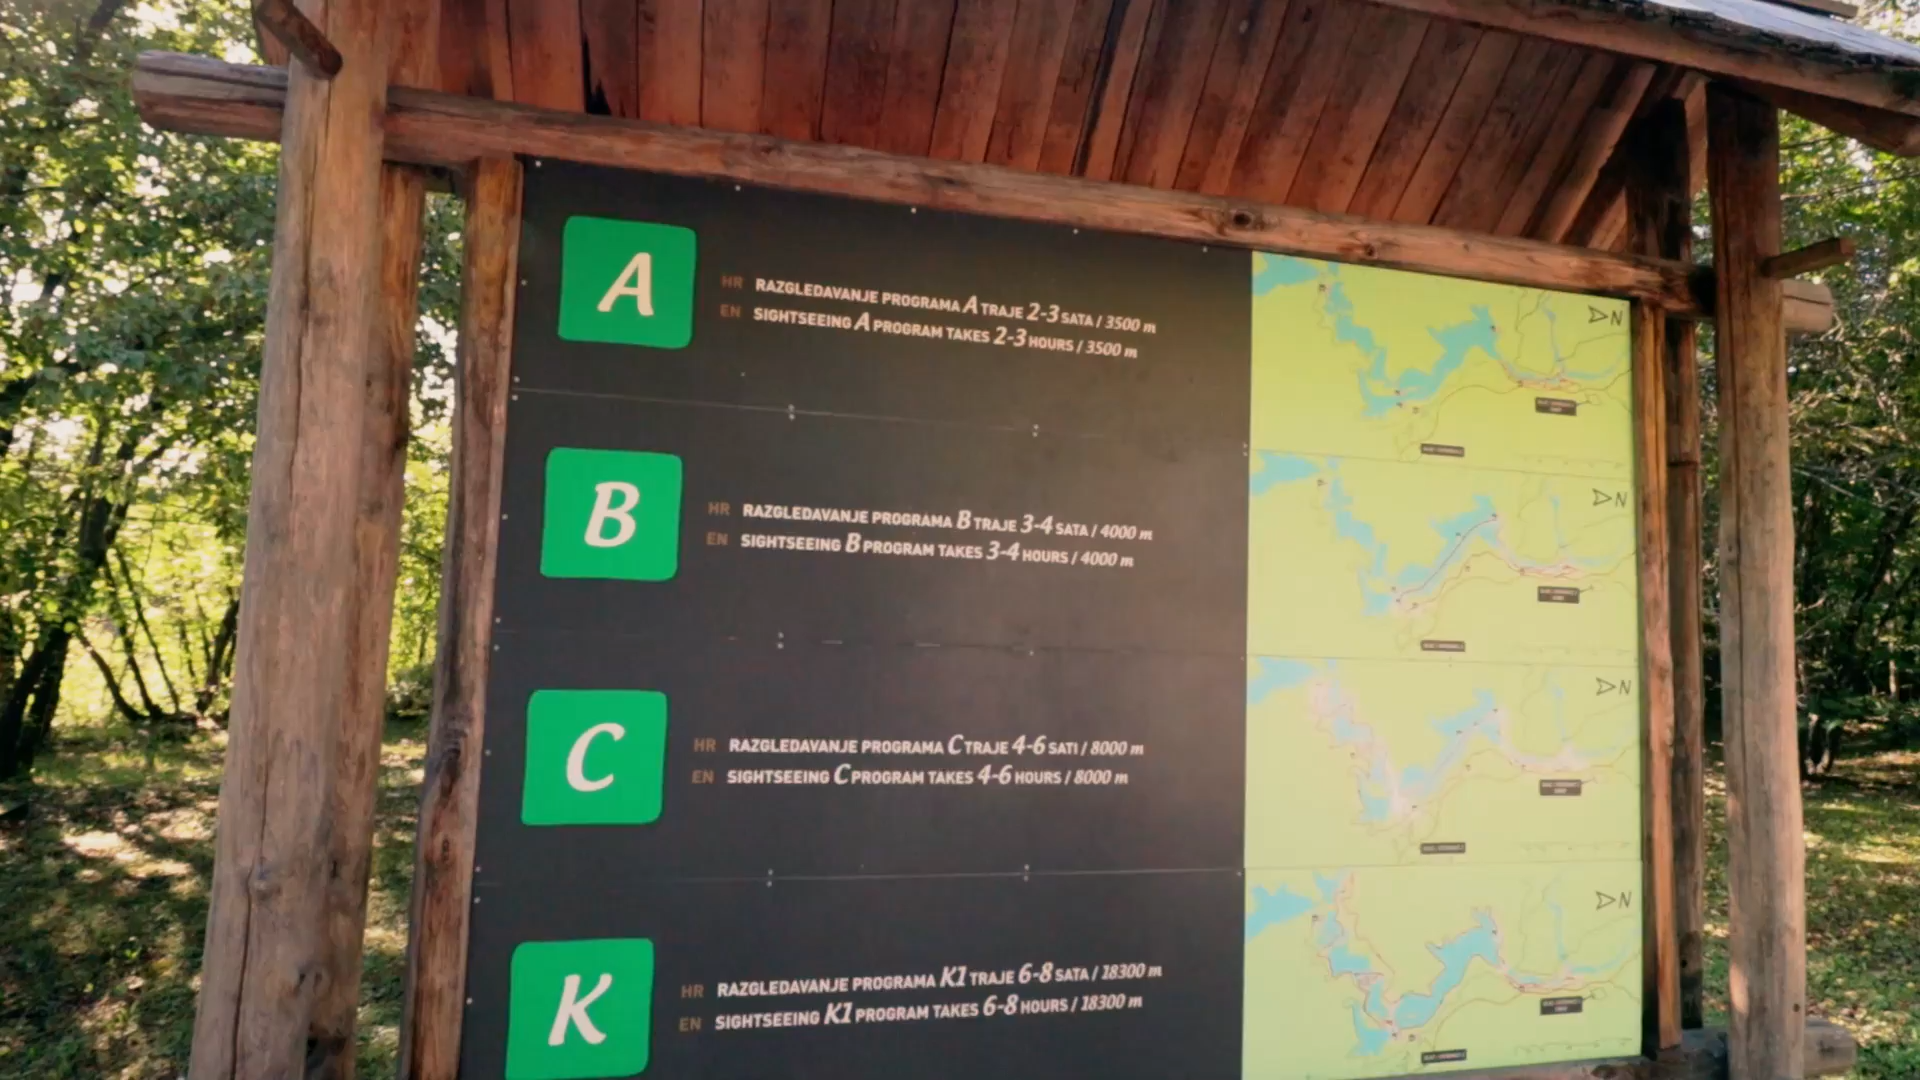 A
HR RAZGLEDAVANJE PROGRAMA A TRAJE 2-3 SATA / 3500 m
EN SIGHTSEEING A PROGRAM TAKES 2-3 HOURS / 3500 m
N
B
HR RAZGLEDAVANJE PROGRAMA B TRAJE 3-4 SATA / 4000 m
EN SIGHTSEEING B PROGRAM TAKES 3-4 HOURS / 4000 m
N
C
HR RAZGLEDAVANJE PROGRAMA C TRAJE 4-6 SATI / 8000 m
EN SIGHTSEEING C PROGRAM TAKES 4-6 HOURS / 8000 m
N
K
HR RAZGLEDAVANJE PROGRAMA K1 TRAJE 6-8 SATA / 18300 m
EN SIGHTSEEING K1 PROGRAM TAKES 6-8 HOURS / 18300 m
N